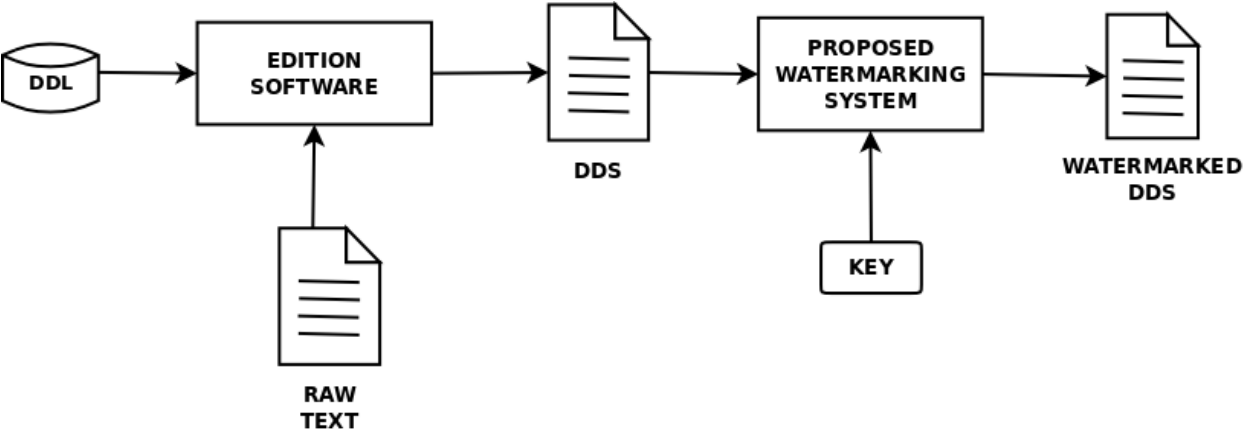 DDL
EDITION
SOFTWARE
DDS
PROPOSED
WATERMARKING
SYSTEM
WATERMARKED
DDS
KEY
RAW
TEXT